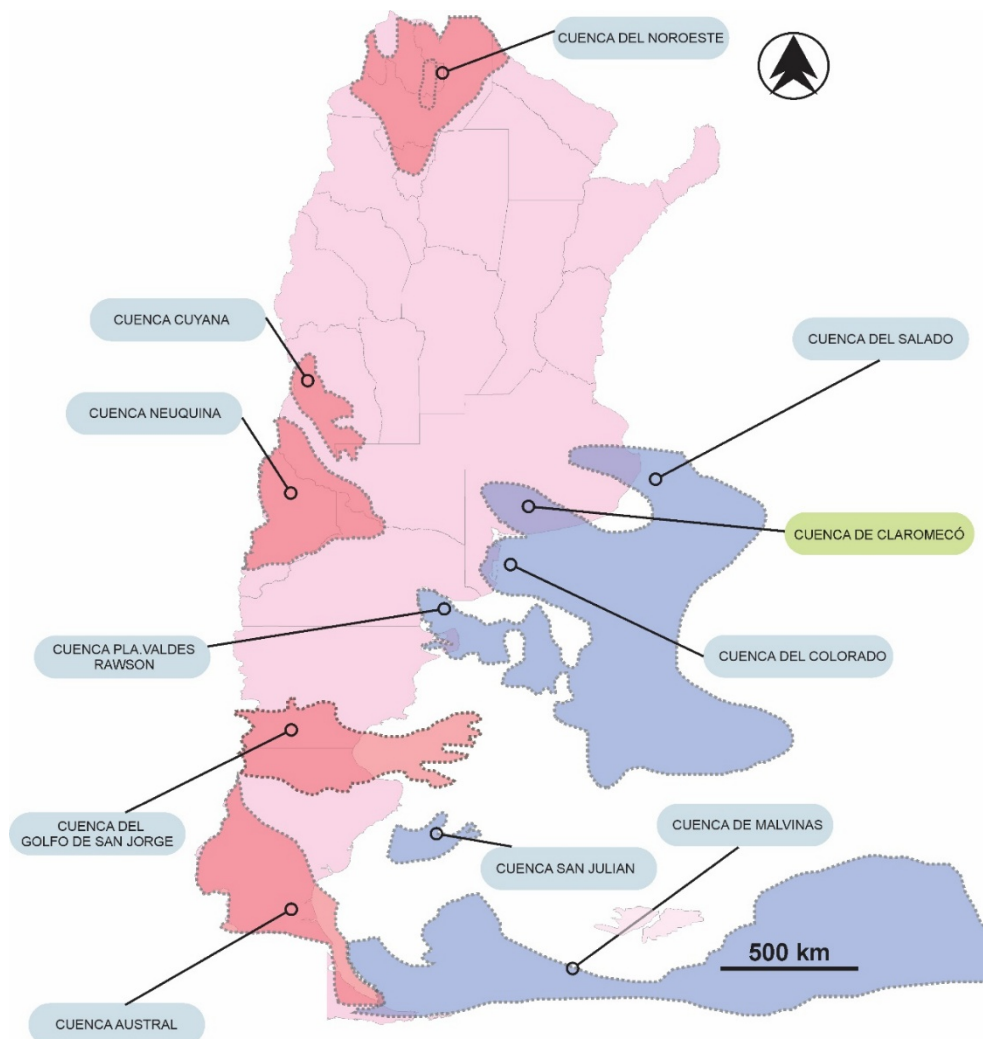 CUENCA DEL NOROESTE
CUENCA CUYANA
CUENCA DEL SALADO
CUENCA NEUQUINA
CUENCA DE CLAROMECÓ
CUENCA PLA.VALDES
RAWSON
CUENCA DEL COLORADO
CUENCA DEL
GOLFO DE SAN JORGE
CUENCA DE MALVINAS
CUENCA SAN JULIAN
500 km
CUENCA AUSTRAL